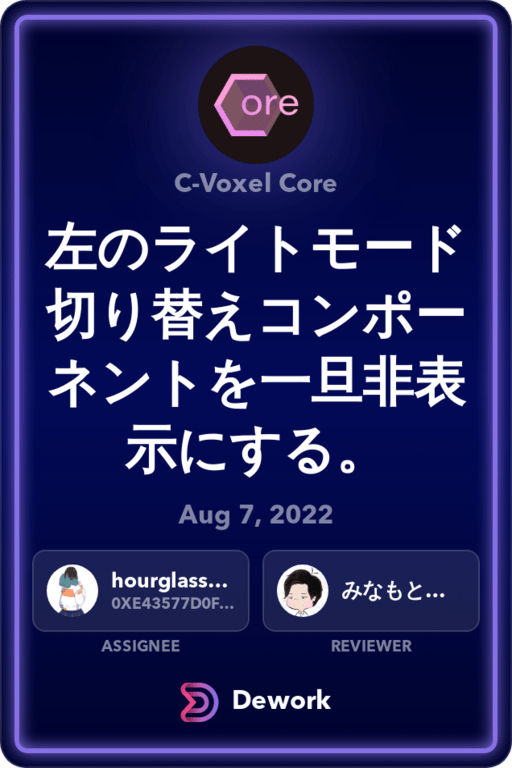 ore
C-Voxel Core
左のライトモード
切り替えコンポー
ネントを一旦非表
示にする。
Aug 7, 2022
hourglass...
0XE43577D0F...
みなもと...
ASSIGNEE
REVIEWER
Dework